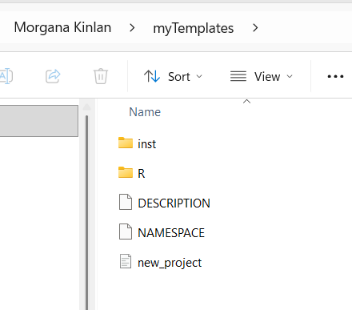 Morgana Kinlan > myTemplates >
Sort View ...
Name
inst
R
DESCRIPTION
NAMESPACE
new_project